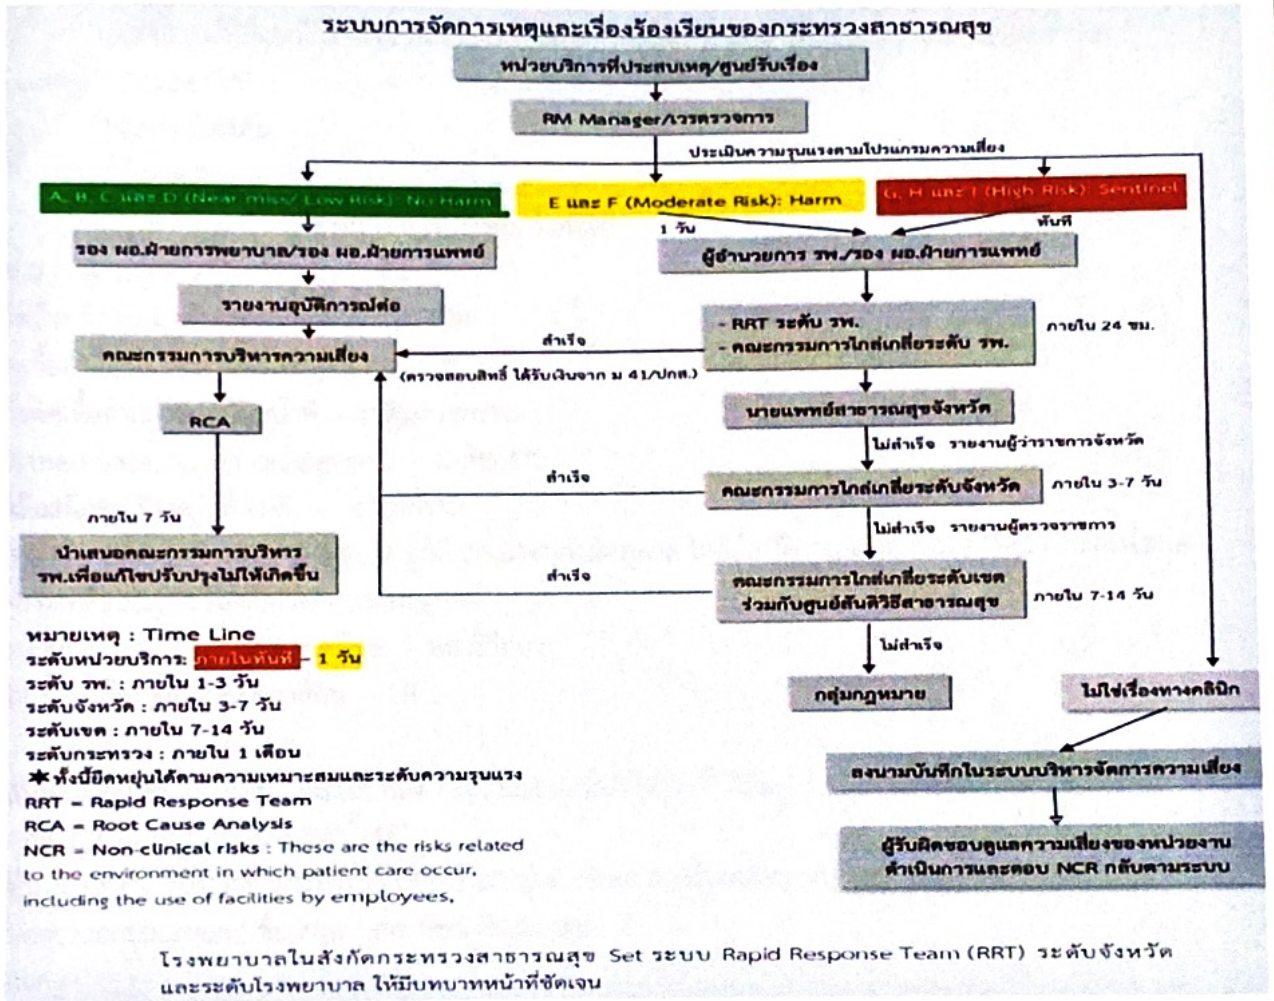 ระบบการจัดการเหตุและเรื่องร้องเรียนของกระทรวงสาธารณสุข
หน่วยบริการที่ประสบเหตุ/ศูนย์รับเรื่อง
RM Manager/เวรตรวจการ
ประเมินความรุนแรงตามโปรแกรมความเสี่ยง
A, B, C และ D (Near miss/ Low Risk): No Harm
E และ F (Moderate Risk): Harm
G, H และ I (High Risk): Sentinel
1 วัน
ทันที
รอง ผอ.ฝ่ายการพยาบาล/รอง ผอ.ฝ่ายการแพทย์
ผู้อำนวยการ รพ./รอง ผอ.ฝ่ายการแพทย์
รายงานอุบัติการณ์ต่อ
- RRT ระดับ รพ.
- คณะกรรมการไกล่เกลี่ยระดับ รพ.
ภายใน 24 ชม.
สำเร็จ
คณะกรรมการบริหารความเสี่ยง
(ตรวจสอบสิทธิ์ ได้รับเงินจาก ม 41/ปกส.)
RCA
นายแพทย์สาธารณสุขจังหวัด
ไม่สำเร็จ รายงานผู้ว่าราชการจังหวัด
สำเร็จ
คณะกรรมการไกล่เกลี่ยระดับจังหวัด
ภายใน 3-7 วัน
ภายใน 7 วัน
ไม่สำเร็จ รายงานผู้ตรวจราชการ
นำเสนอคณะกรรมการบริหาร
รพ.เพื่อแก้ไขปรับปรุงไม่ให้เกิดขึ้น
สำเร็จ
คณะกรรมการไกล่เกลี่ยระดับเขต
ร่วมกับศูนย์สันติวิธีสาธารณสุข
ภายใน 7-14 วัน
ไม่สำเร็จ
กลุ่มกฎหมาย
ไม่ใช่เรื่องทางคลินิก
ลงนามบันทึกในระบบบริหารจัดการความเสี่ยง
ผู้รับผิดชอบดูแลความเสี่ยงของหน่วยงาน
ดำเนินการและตอบ NCR กลับตามระบบ
หมายเหตุ : Time Line
ระดับหน่วยบริการ: ภายในทันที – 1 วัน
ระดับ รพ. : ภายใน 1-3 วัน
ระดับจังหวัด : ภายใน 3-7 วัน
ระดับเขต : ภายใน 7-14 วัน
ระดับกระทรวง : ภายใน 1 เดือน
✱ ทั้งนี้ยืดหยุ่นได้ตามความเหมาะสมและระดับความรุนแรง
RRT = Rapid Response Team
RCA = Root Cause Analysis
NCR = Non-clinical risks : These are the risks related
to the environment in which patient care occur,
including the use of facilities by employees,
โรงพยาบาลในสังกัดกระทรวงสาธารณสุข Set ระบบ Rapid Response Team (RRT) ระดับจังหวัด
และระดับโรงพยาบาล ให้มีบทบาทหน้าที่ชัดเจน